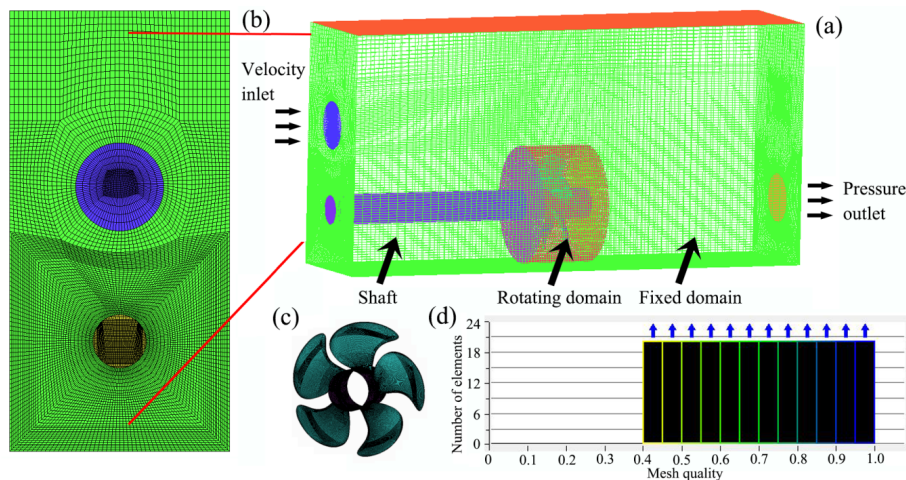 (b)
(a)
Velocity
inlet
Pressure
outlet
Shaft
Rotating domain
Fixed domain
(c)
(d)
Number of elements
24
18
12
6
0
0
0.1
0.2
0.3
0.4
0.5
0.6
0.7
0.8
0.9
1.0
Mesh quality